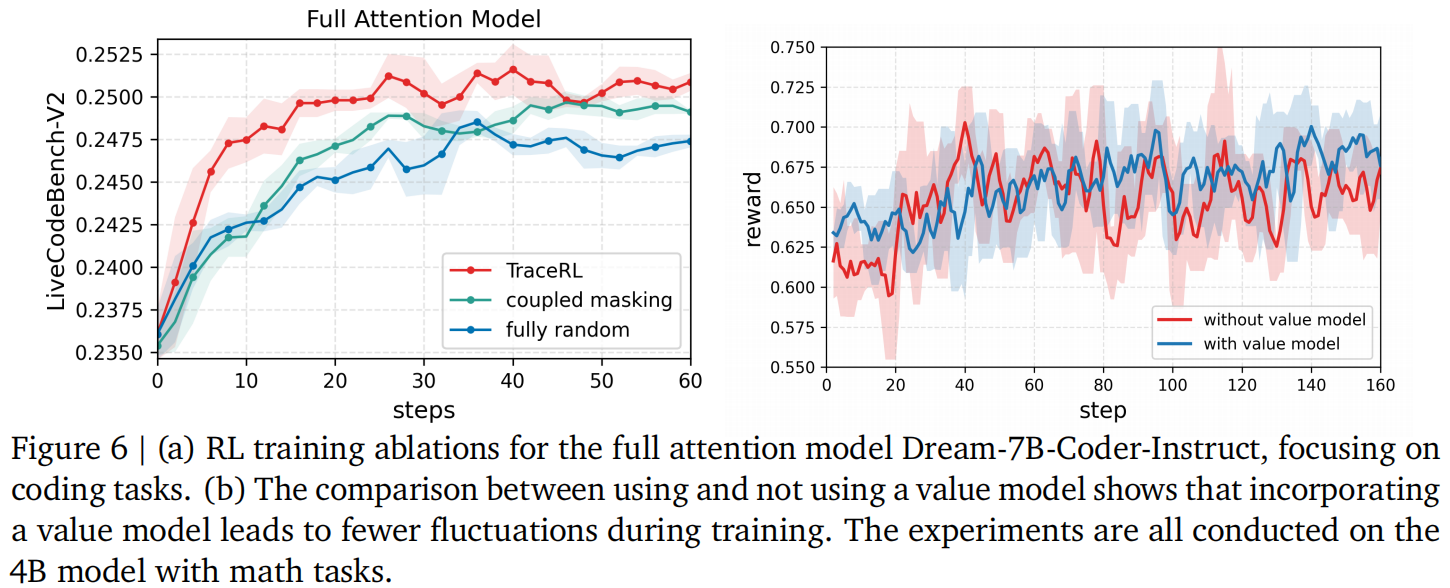 Full Attention Model
LiveCodeBench-V2
0.2525
0.2500
0.2475
0.2450
0.2425
0.2400
0.2375
0.2350
TraceRL
coupled masking
fully random
0 10 20 30 40 50 60
steps
reward
0.750
0.725
0.700
0.675
0.650
0.625
0.600
0.575
0.550
without value model
with value model
0 20 40 60 80 100 120 140 160
step
Figure 6 | (a) RL training ablations for the full attention model Dream-7B-Coder-Instruct, focusing on
coding tasks. (b) The comparison between using and not using a value model shows that incorporating
a value model leads to fewer fluctuations during training. The experiments are all conducted on the
4B model with math tasks.